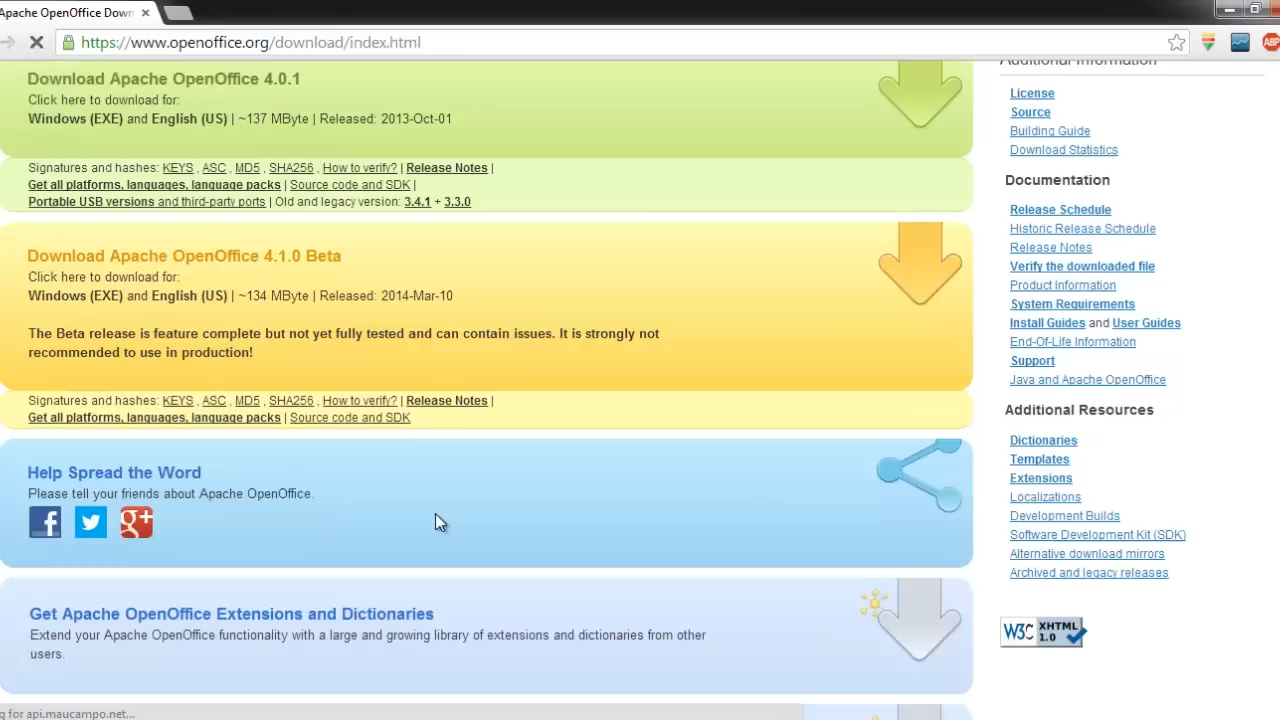 Apache OpenOffice Down
https://www.openoffice.org/download/index.html
ABP
Download Apache OpenOffice 4.0.1
Click here to download for:
Windows (EXE) and English (US) | ~137 MByte | Released: 2013-Oct-01
Signatures and hashes: KEYS , ASC , MD5 , SHA256 , How to verify? | Release Notes |
Get all platforms, languages, language packs | Source code and SDK |
Portable USB versions and third-party ports | Old and legacy version: 3.4.1 + 3.3.0
Download Apache OpenOffice 4.1.0 Beta
Click here to download for:
Windows (EXE) and English (US) | ~134 MByte | Released: 2014-Mar-10
The Beta release is feature complete but not yet fully tested and can contain issues. It is strongly not
recommended to use in production!
Signatures and hashes: KEYS , ASC , MD5 , SHA256 , How to verify? | Release Notes |
Get all platforms, languages, language packs | Source code and SDK
Help Spread the Word
Please tell your friends about Apache OpenOffice.
f
g+
Get Apache OpenOffice Extensions and Dictionaries
Extend your Apache OpenOffice functionality with a large and growing library of extensions and dictionaries from other
users.
g for api.maucampo.net...
Additional Information
License
Source
Building Guide
Download Statistics
Documentation
Release Schedule
Historic Release Schedule
Release Notes
Verify the downloaded file
Product Information
System Requirements
Install Guides and User Guides
End-Of-Life Information
Support
Java and Apache OpenOffice
Additional Resources
Dictionaries
Templates
Extensions
Localizations
Development Builds
Software Development Kit (SDK)
Alternative download mirrors
Archived and legacy releases
W3C XHTML
1.0